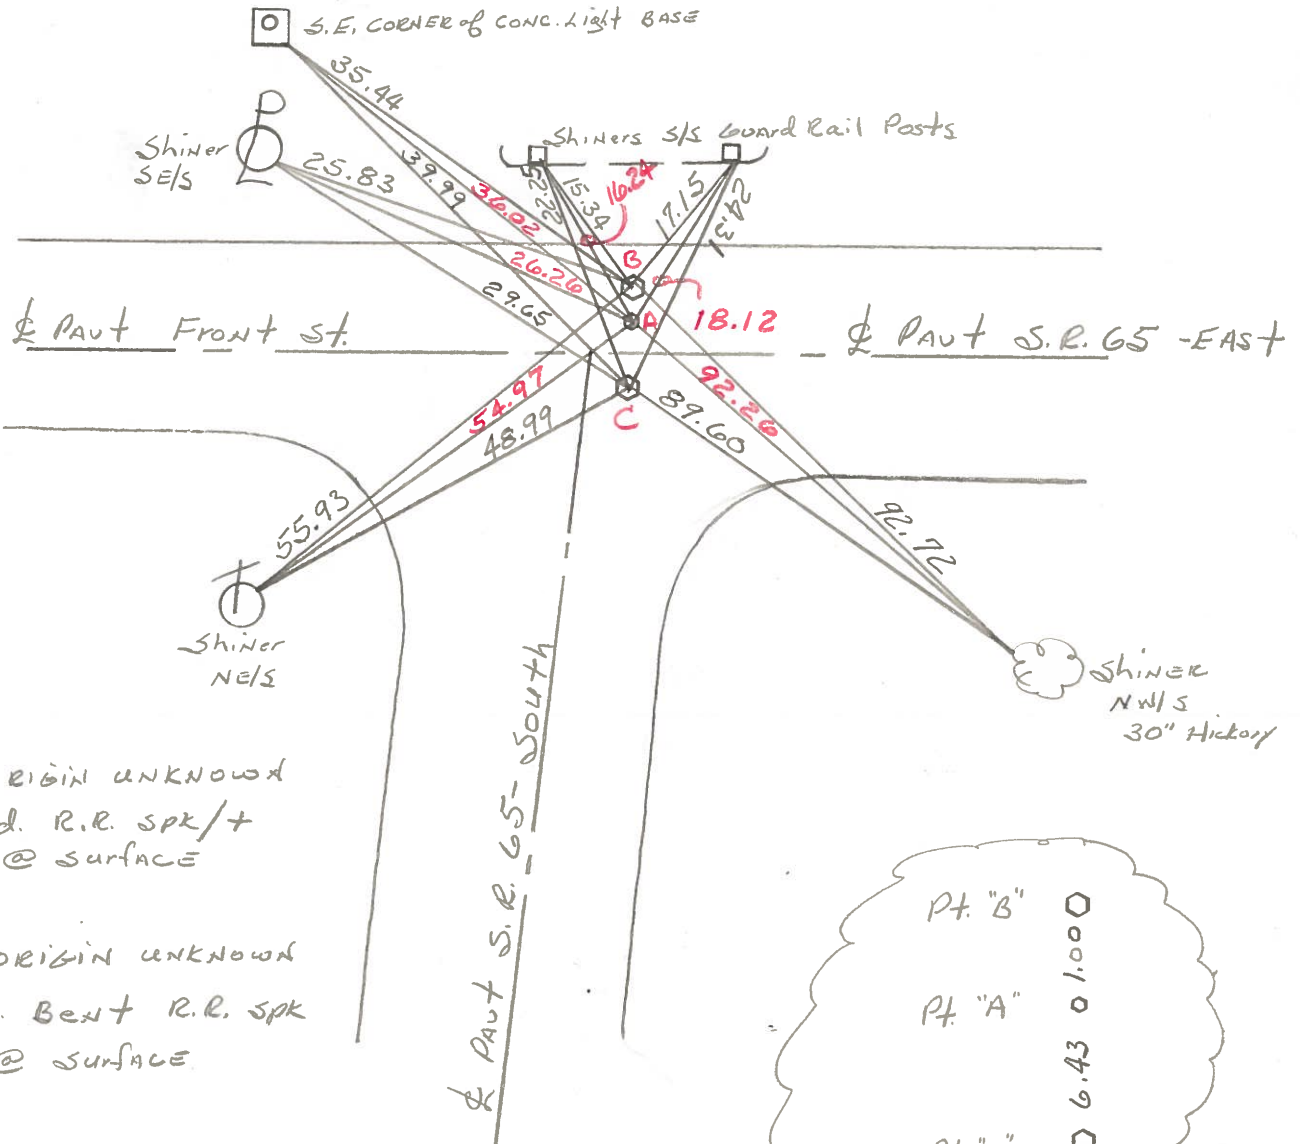 S.E. CORNER of CONC. Light BASE
35.44
Shiner
SE/S
Shiners S/S Guard Rail Posts
25.83
39.99
36.02
52.22
15.34
16.24
17.15
24.31
26.26
B
29.65
A
18.12
℄ PAVt Front St.
℄ PAVt S.R. 65 - EASt
54.97
48.99
C
92.26
89.60
55.93
92.72
Shiner
NE/S
SHiNER
NW/S
30" Hickory
℄ PAVt S.R. 65 - South
RIGIN UNKNOWN
d. R.R. spk/+
@ SurfACE
ORIGIN UNKNOWN
. BENt R.R. spk
@ SurfACE
Pt. "B"
1.00
Pt. "A"
6.43